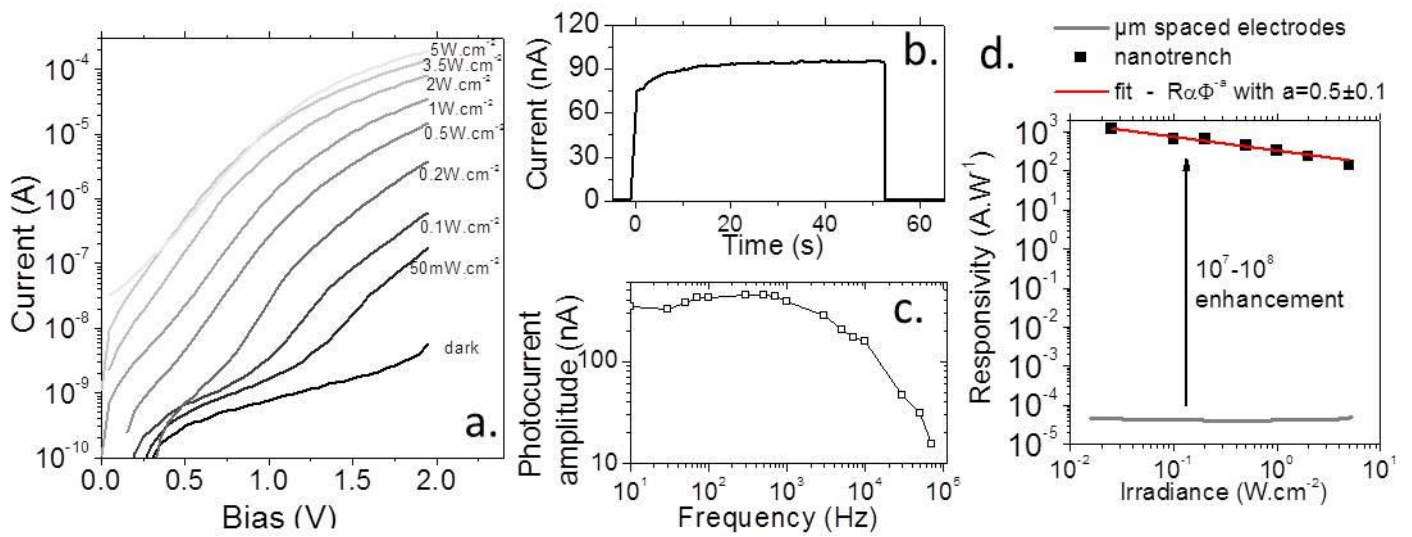 a.
Current (A)
10⁻⁴
10⁻⁵
10⁻⁶
10⁻⁷
10⁻⁸
10⁻⁹
10⁻¹⁰
5W.cm⁻²
3.5W.cm⁻²
2W.cm⁻²
1W.cm⁻²
0.5W.cm⁻²
0.2W.cm⁻²
0.1W.cm⁻²
50mW.cm⁻²
dark
0.0 0.5 1.0 1.5 2.0
Bias (V)
b.
Current (nA)
120
90
60
30
0
0 20 40 60
Time (s)
c.
Photocurrent
amplitude (nA)
100
10
10¹ 10² 10³ 10⁴ 10⁵
Frequency (Hz)
d.
µm spaced electrodes
nanotrench
fit - RαΦ⁻ᵃ with a=0.5±0.1
Responsivity (A.W⁻¹)
10³
10²
10¹
10⁰
10⁻¹
10⁻²
10⁻³
10⁻⁴
10⁻⁵
10⁷-10⁸
enhancement
10⁻² 10⁻¹ 10⁰ 10¹
Irradiance (W.cm⁻²)